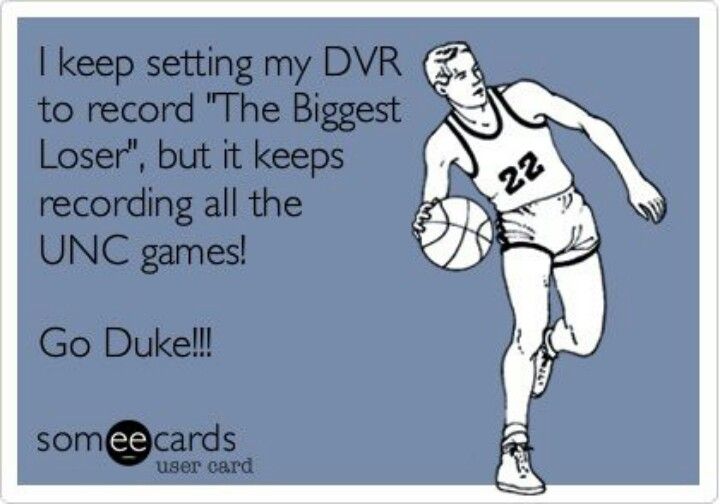 I keep setting my DVR
to record "The Biggest
Loser", but it keeps
recording all the
UNC games!
Go Duke!!!
22
someecards
user card